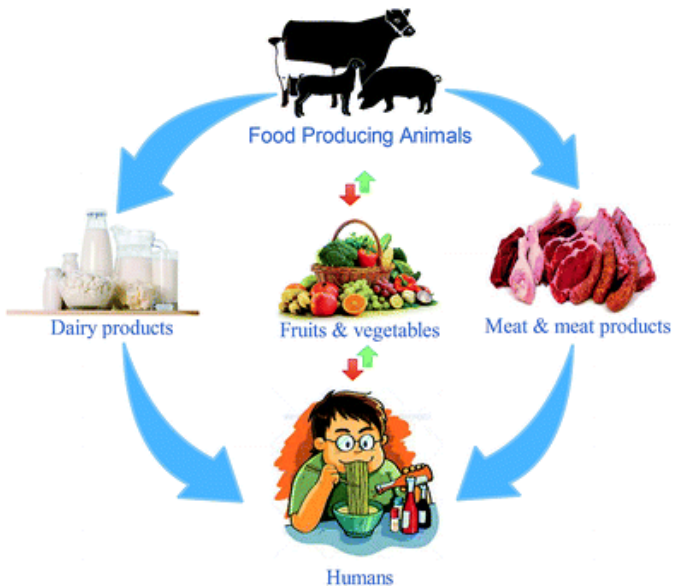 Food Producing Animals
Dairy products
Fruits & vegetables
Meat & meat products
Humans